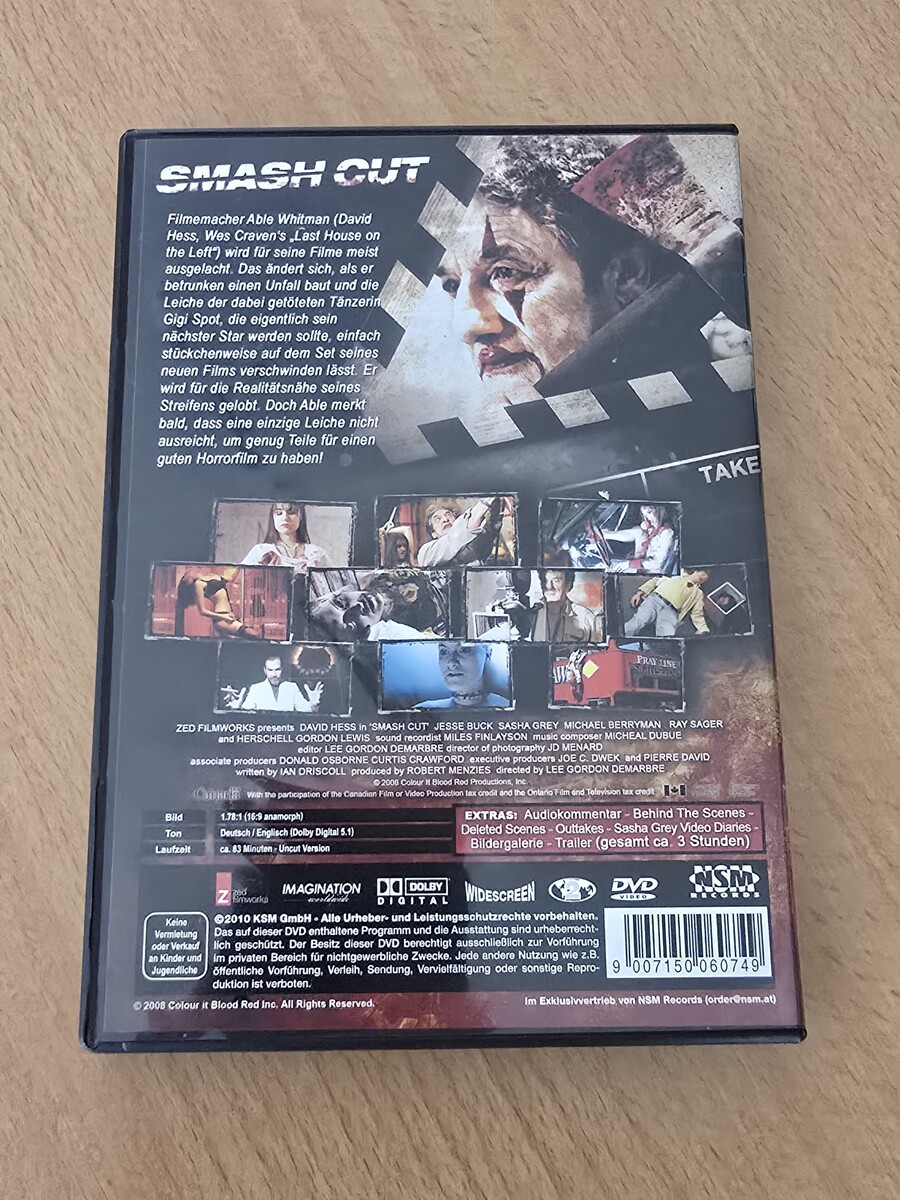 SMASH CUT
Filmemacher Able Whitman (David
Hess, Wes Craven's „Last House on
the Left“) wird für seine Filme meist
ausgelacht. Das ändert sich, als er
betrunken einen Unfall baut und die
Leiche der dabei getöteten Tänzerin
Gigi Spot, die eigentlich sein
nächster Star werden sollte, einfach
stückchenweise auf dem Set seines
neuen Films verschwinden lässt. Er
wird für die Realitätsnähe seines
Streifens gelobt. Doch Able merkt
bald, dass eine einzige Leiche nicht
ausreicht, um genug Teile für einen
guten Horrorfilm zu haben!
TAKE
PRAY LINE
ZED FILMWORKS presents DAVID HESS in 'SMASH CUT' JESSE BUCK SASHA GREY MICHAEL BERRYMAN RAY SAGER
and HERSCHELL GORDON LEWIS sound recordist MILES FINLAYSON music composer MICHEAL DUBUE
editor LEE GORDON DEMARBRE director of photography JD MENARD
associate producers DONALD OSBORNE CURTIS CRAWFORD executive producers JOE C. DWEK and PIERRE DAVID
written by IAN DRISCOLL produced by ROBERT MENZIES directed by LEE GORDON DEMARBRE
© 2008 Colour It Blood Red Productions, Inc.
Canada With the participation of the Canadian Film or Video Production tax credit and the Ontario Film and Television tax credit
Bild 1.78:1 (16:9 anamorph)
Ton Deutsch / Englisch (Dolby Digital 5.1)
Laufzeit ca. 83 Minuten - Uncut Version
EXTRAS: Audiokommentar - Behind The Scenes -
Deleted Scenes - Outtakes - Sasha Grey Video Diaries -
Bildergalerie - Trailer (gesamt ca. 3 Stunden)
zed filmworks IMAGINATION worldwide DOLBY DIGITAL WIDESCREEN 2 DVD VIDEO NSM RECORDS
Keine
Vermietung
oder Verkauf
an Kinder und
Jugendliche
©2010 KSM GmbH - Alle Urheber- und Leistungsschutzrechte vorbehalten.
Das auf dieser DVD enthaltene Programm und die Ausstattung sind urheberrecht-
lich geschützt. Der Besitz dieser DVD berechtigt ausschließlich zur Vorführung
im privaten Bereich für nichtgewerbliche Zwecke. Jede andere Nutzung wie z.B.
öffentliche Vorführung, Verleih, Sendung, Vervielfältigung oder sonstige Repro-
duktion ist verboten.
9 007150 060749
© 2008 Colour it Blood Red Inc. All Rights Reserved.
Im Exklusivvertrieb von NSM Records (order@nsm.at)